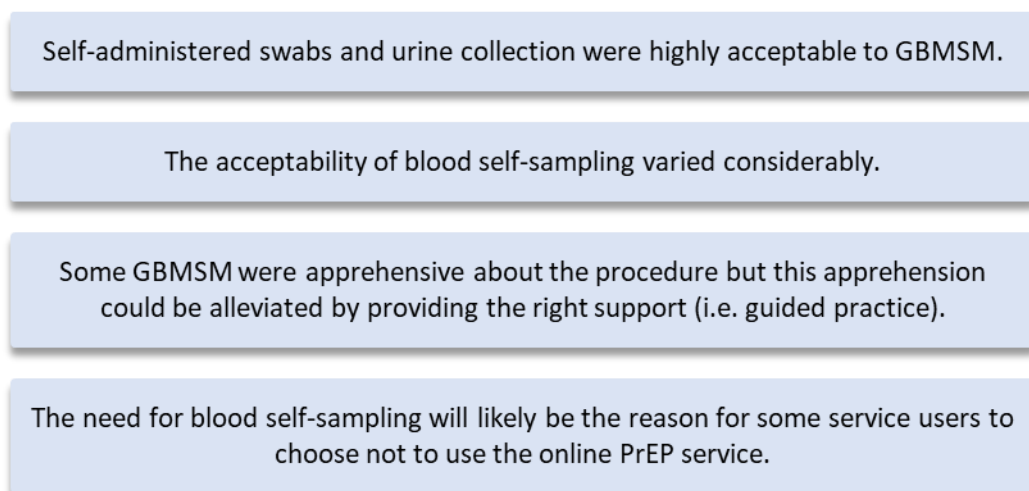 Self-administered swabs and urine collection were highly acceptable to GBMSM.
The acceptability of blood self-sampling varied considerably.
Some GBMSM were apprehensive about the procedure but this apprehension
could be alleviated by providing the right support (i.e. guided practice).
The need for blood self-sampling will likely be the reason for some service users to
choose not to use the online PrEP service.